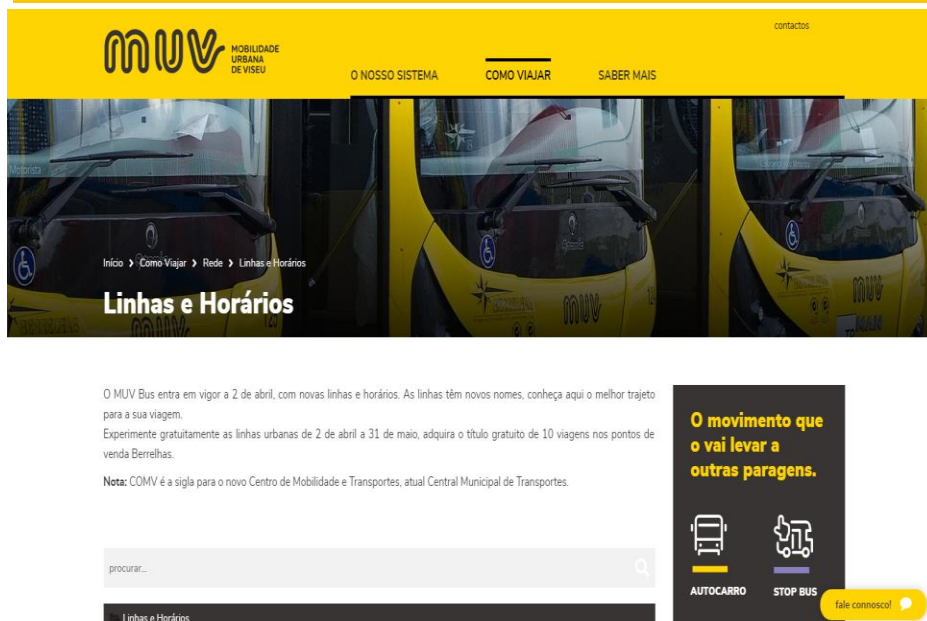 contactos
MUV MOBILIDADE
URBANA
DE VISEU
O NOSSO SISTEMA COMO VIAJAR SABER MAIS
Motorista
Início > Como Viajar > Rede > Linhas e Horários
Linhas e Horários
MUV
MUV
MUV
MAN
O MUV Bus entra em vigor a 2 de abril, com novas linhas e horários. As linhas têm novos nomes, conheça aqui o melhor trajeto
para a sua viagem.
Experimente gratuitamente as linhas urbanas de 2 de abril a 31 de maio, adquira o título gratuito de 10 viagens nos pontos de
venda Berrelhas.
Nota: COMV é a sigla para o novo Centro de Mobilidade e Transportes, atual Central Municipal de Transportes.
procurar...
Linhas e Horários
O movimento que
o vai levar a
outras paragens.
AUTOCARRO STOP BUS
fale connosco!